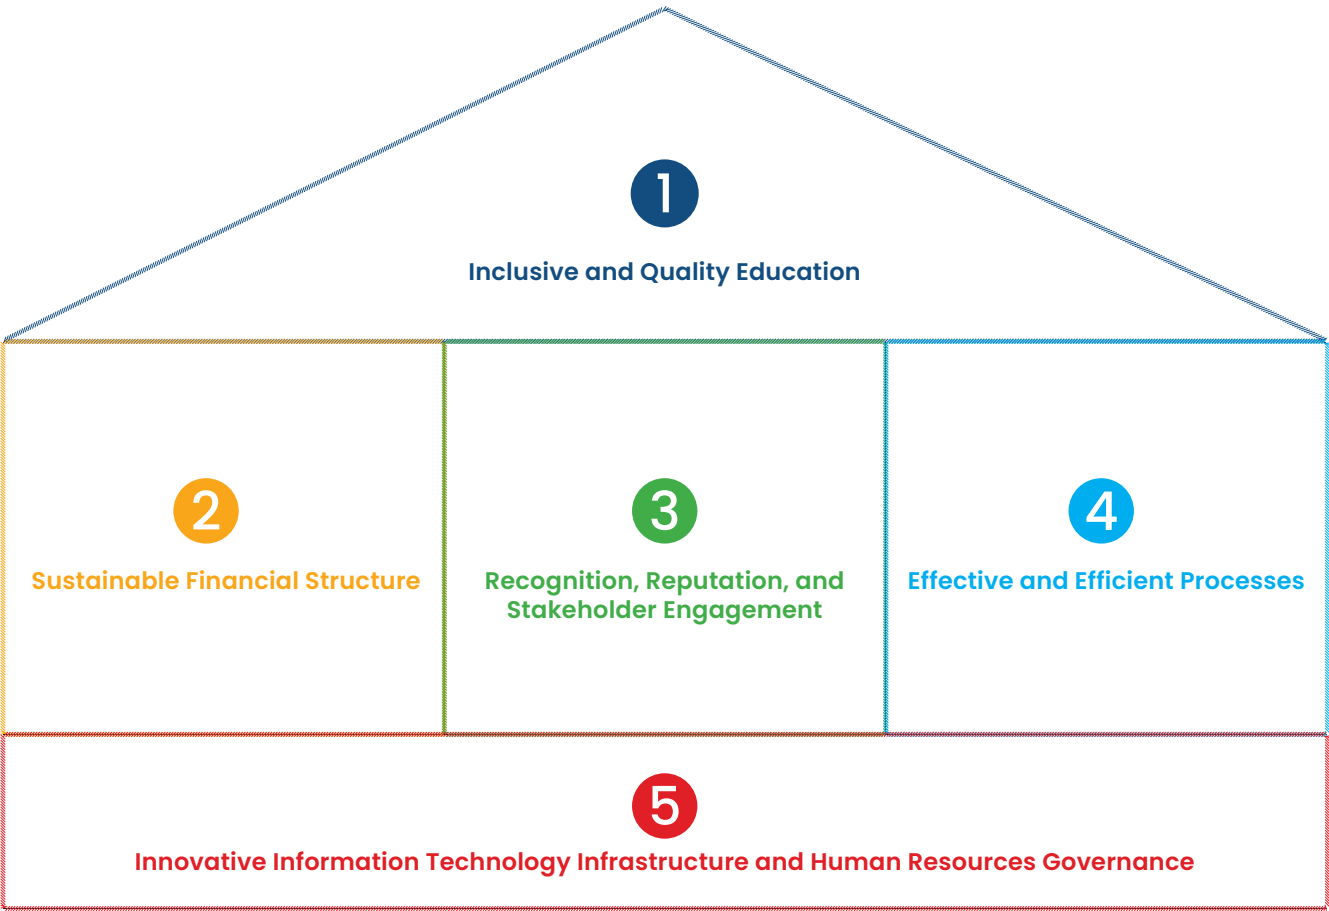 1
Inclusive and Quality Education
2
Sustainable Financial Structure
3
Recognition, Reputation, and
Stakeholder Engagement
4
Effective and Efficient Processes
5
Innovative Information Technology Infrastructure and Human Resources Governance